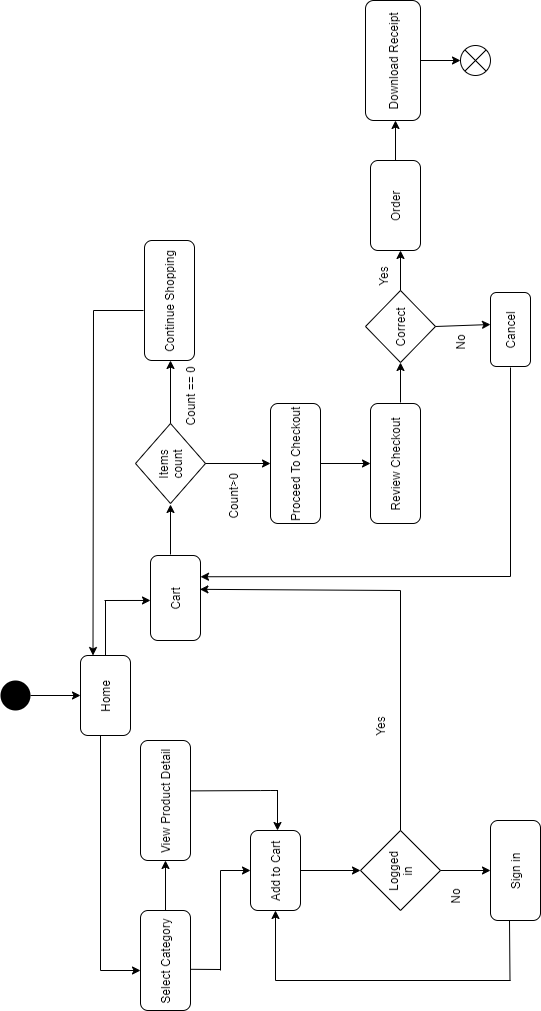 Select Category
View Product Detail
Home
Add to Cart
Logged
in
No
Sign in
Yes
Cart
Items
count
Count == 0
Count>0
Continue Shopping
Proceed To Checkout
Review Checkout
Correct
No
Cancel
Yes
Order
Download Receipt